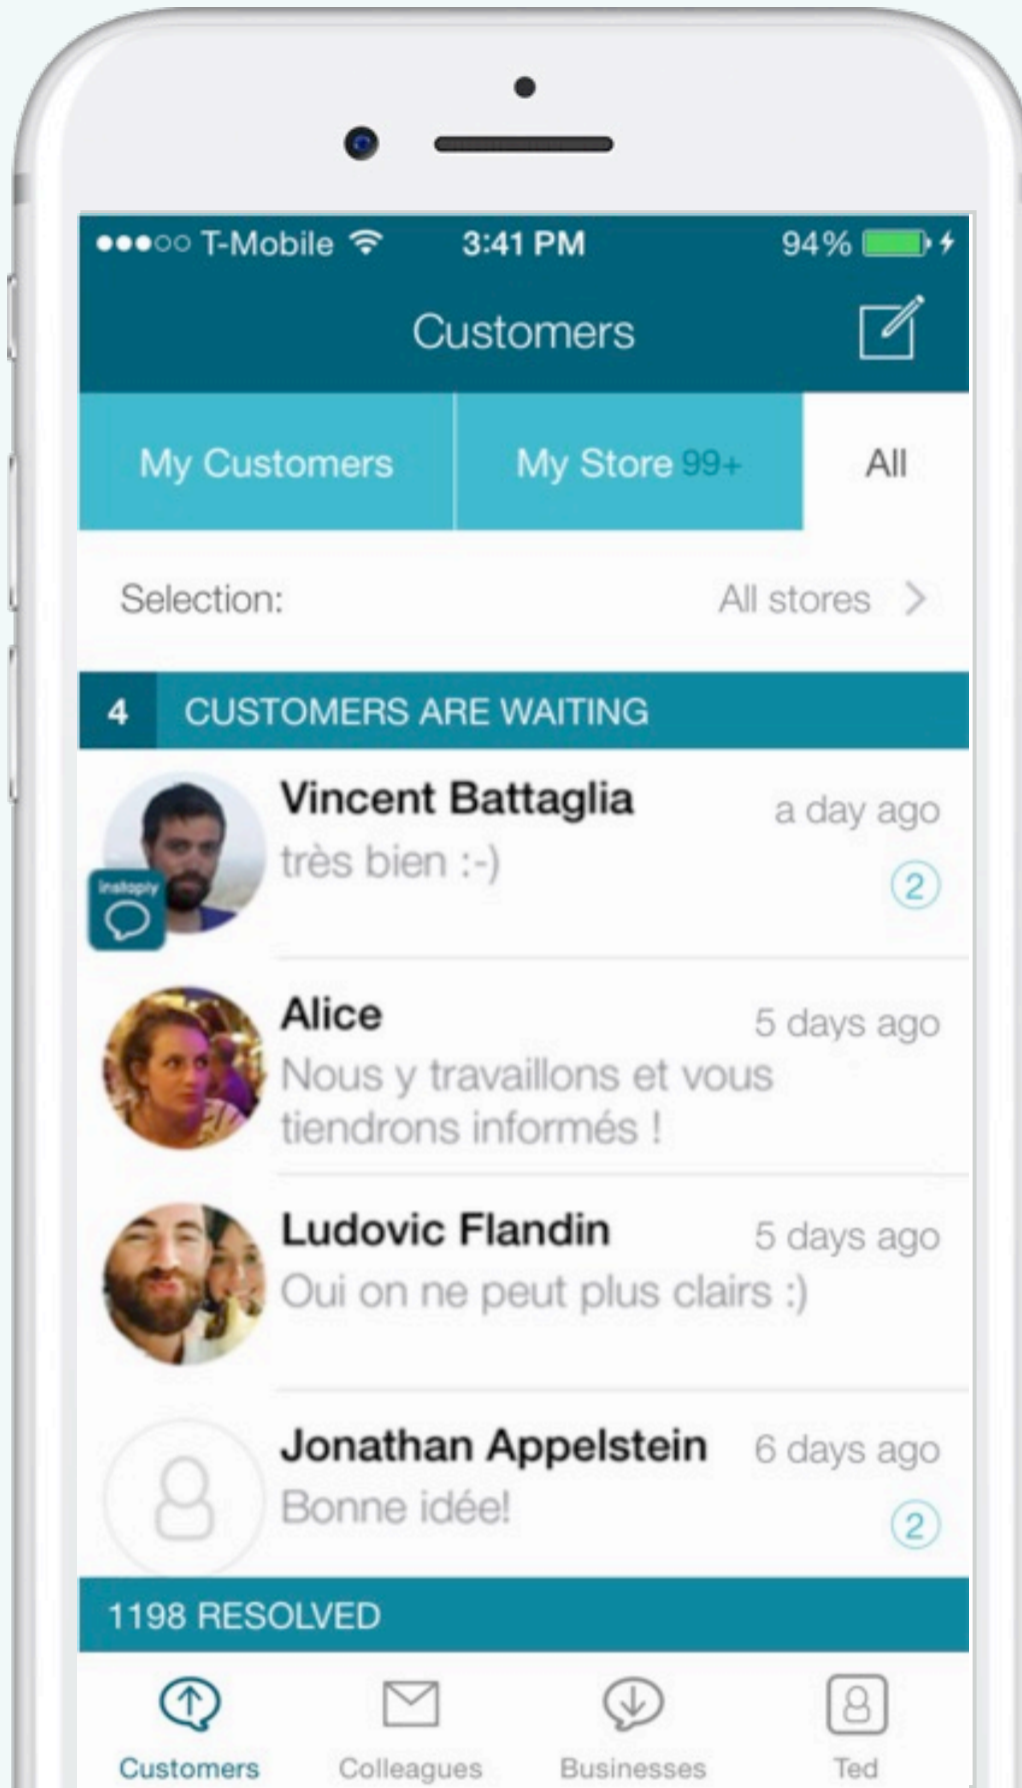 T-Mobile 3:41 PM 94%
Customers
My Customers My Store 99+ All
Selection: All stores
4 CUSTOMERS ARE WAITING
Vincent Battaglia a day ago
très bien :-) 2
instaply
Alice 5 days ago
Nous y travaillons et vous
tiendrons informés !
Ludovic Flandin 5 days ago
Oui on ne peut plus clairs :)
Jonathan Appelstein 6 days ago
Bonne idée! 2
1198 RESOLVED
Customers Colleagues Businesses Ted